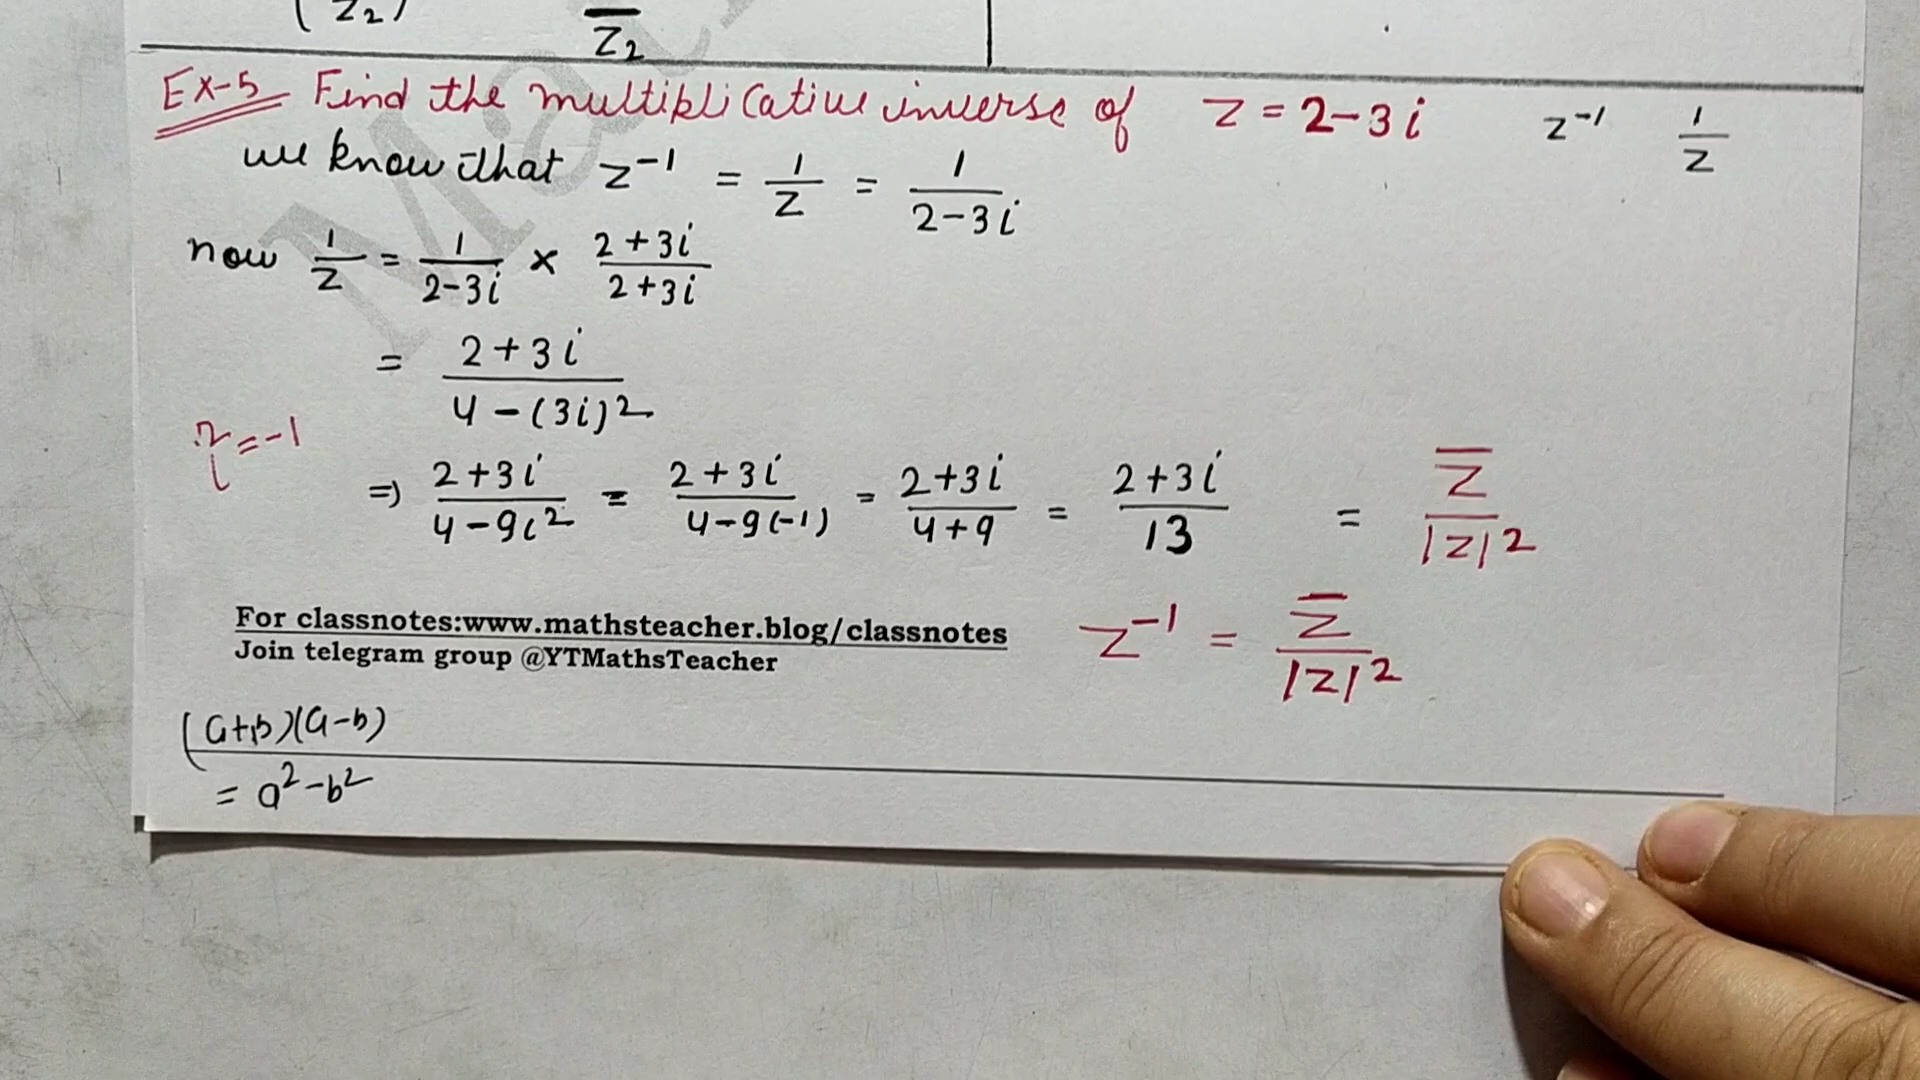 z₂
z̄₂
Ex-5 Find the multiplicative inverse of z = 2-3i z⁻¹ 1/z
we know that z⁻¹ = 1/z = 1/(2-3i)
now 1/z = 1/(2-3i) × (2+3i)/(2+3i)
= (2+3i)/(4-(3i)²)
i² = -1
⇒ (2+3i)/(4-9i²) = (2+3i)/(4-9(-1)) = (2+3i)/(4+9) = (2+3i)/13 = z̄/|z|²
For classnotes:www.mathsteacher.blog/classnotes
Join telegram group @YTMathsTeacher
z⁻¹ = z̄/|z|²
(a+b)(a-b)
= a²-b²